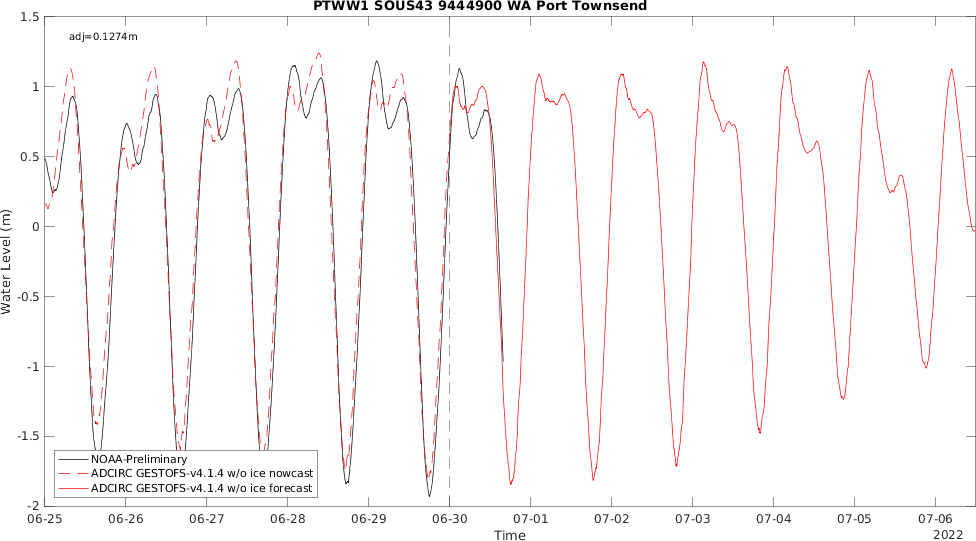 PTWW1 SOUS43 9444900 WA Port Townsend
adj=0.1274m
1.5
1
0.5
0
-0.5
-1
-1.5
-2
Water Level (m)
NOAA-Preliminary
ADCIRC GESTOFS-v4.1.4 w/o ice nowcast
ADCIRC GESTOFS-v4.1.4 w/o ice forecast
06-25 06-26 06-27 06-28 06-29 06-30 07-01 07-02 07-03 07-04 07-05 07-06
Time
2022